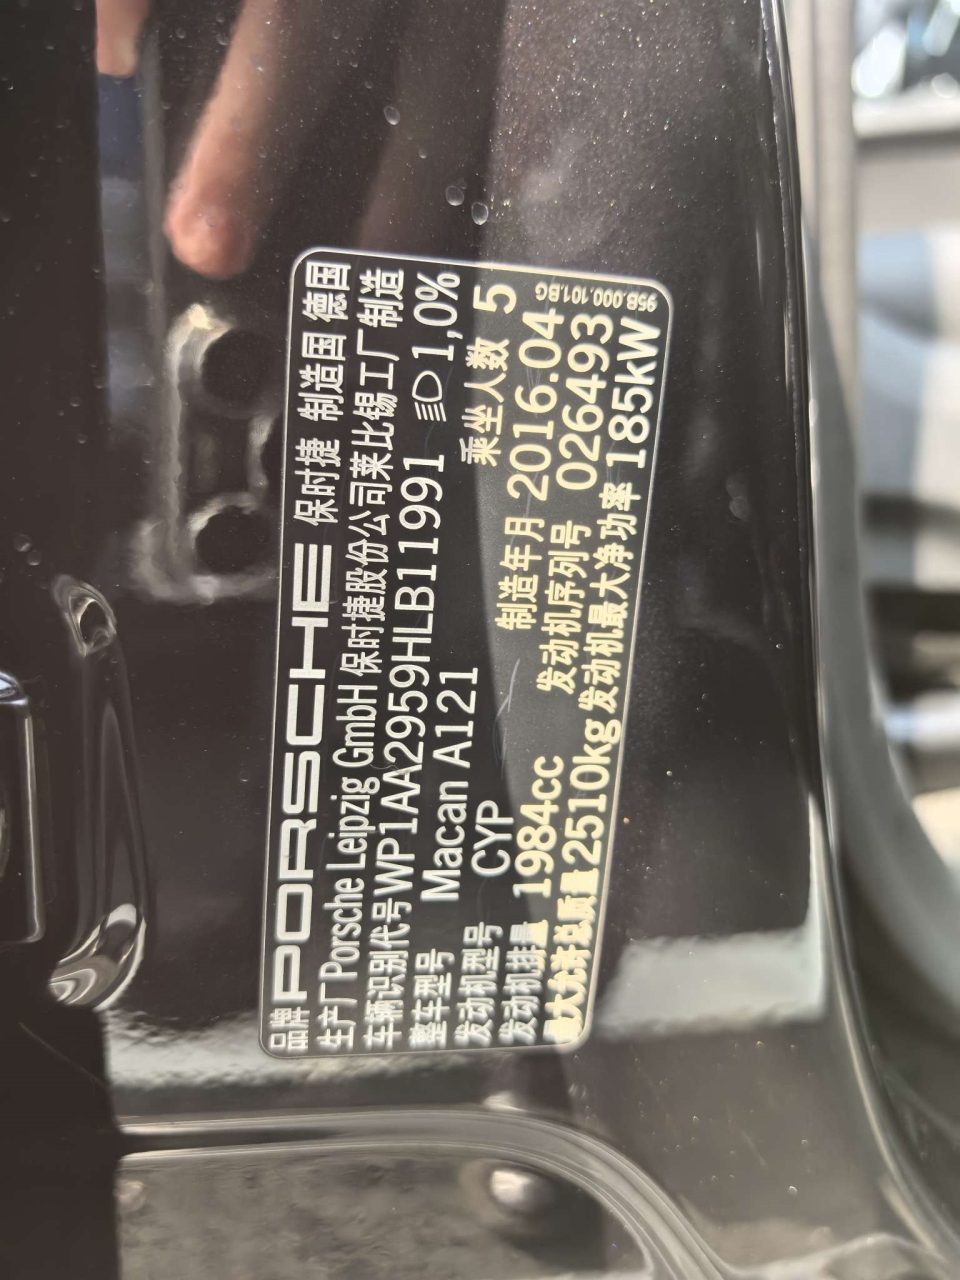 品牌 PORSCHE 保时捷 制造国 德国
生产厂 Porsche Leipzig GmbH 保时捷股份公司莱比锡工厂制造
车辆识别代号 WP1AA2959HLB11991 1,0%
整车型号 Macan A121 乘坐人数 5
发动机型号 CYP 制造年月 2016.04
发动机排量 1984cc 发动机序列号 026493
最大允许总质量 2510kg 发动机最大净功率 185kW
95B.000.101.BG